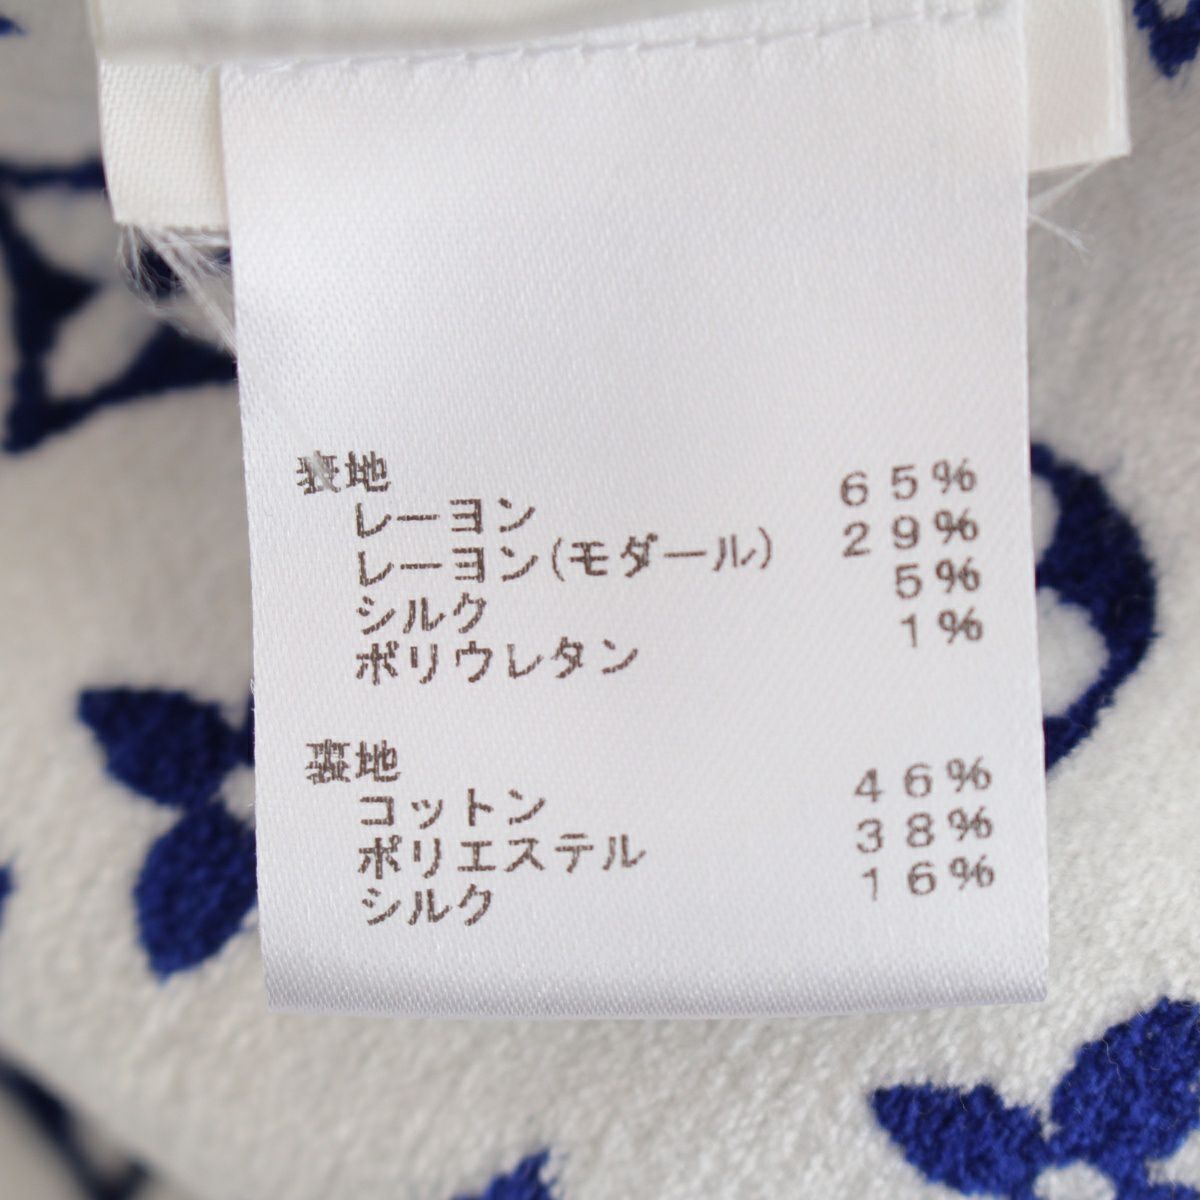 表地
レーヨン 65%
レーヨン(モダール) 29%
シルク 5%
ポリウレタン 1%
裏地
コットン 46%
ポリエステル 38%
シルク 16%